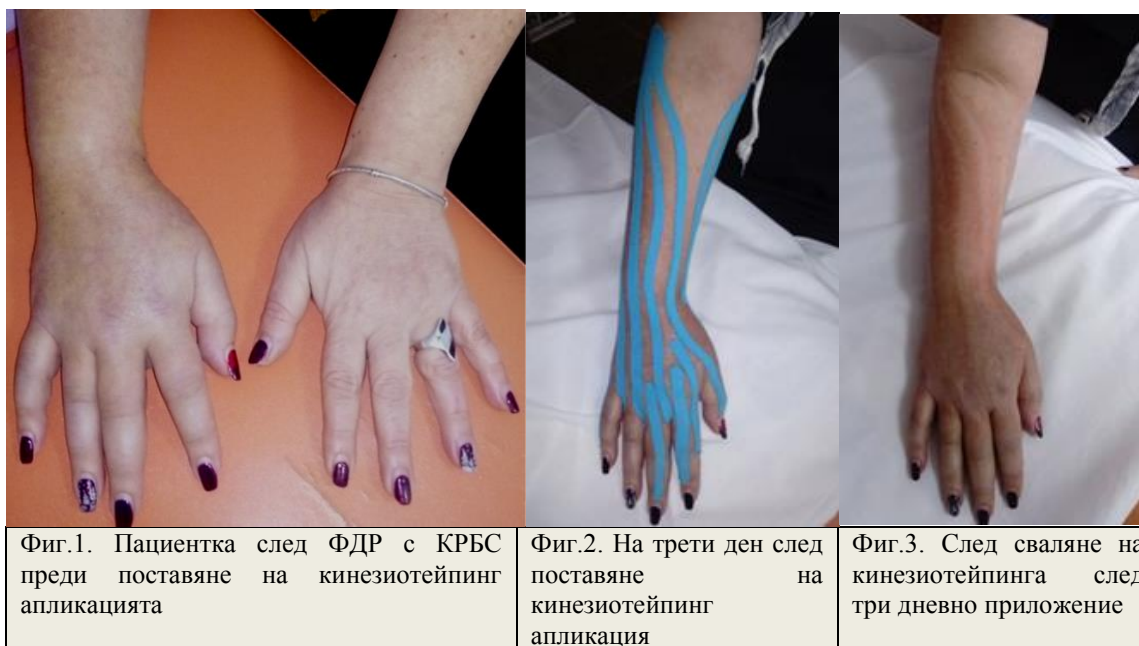 Фиг.1. Пациентка след ФДР с КРБС
преди поставяне на кинезиотейпинг
апликацията
Фиг.2. На трети ден след
поставяне на
кинезиотейпинг
апликация
Фиг.3. След сваляне на
кинезиотейпинга след
три дневно приложение